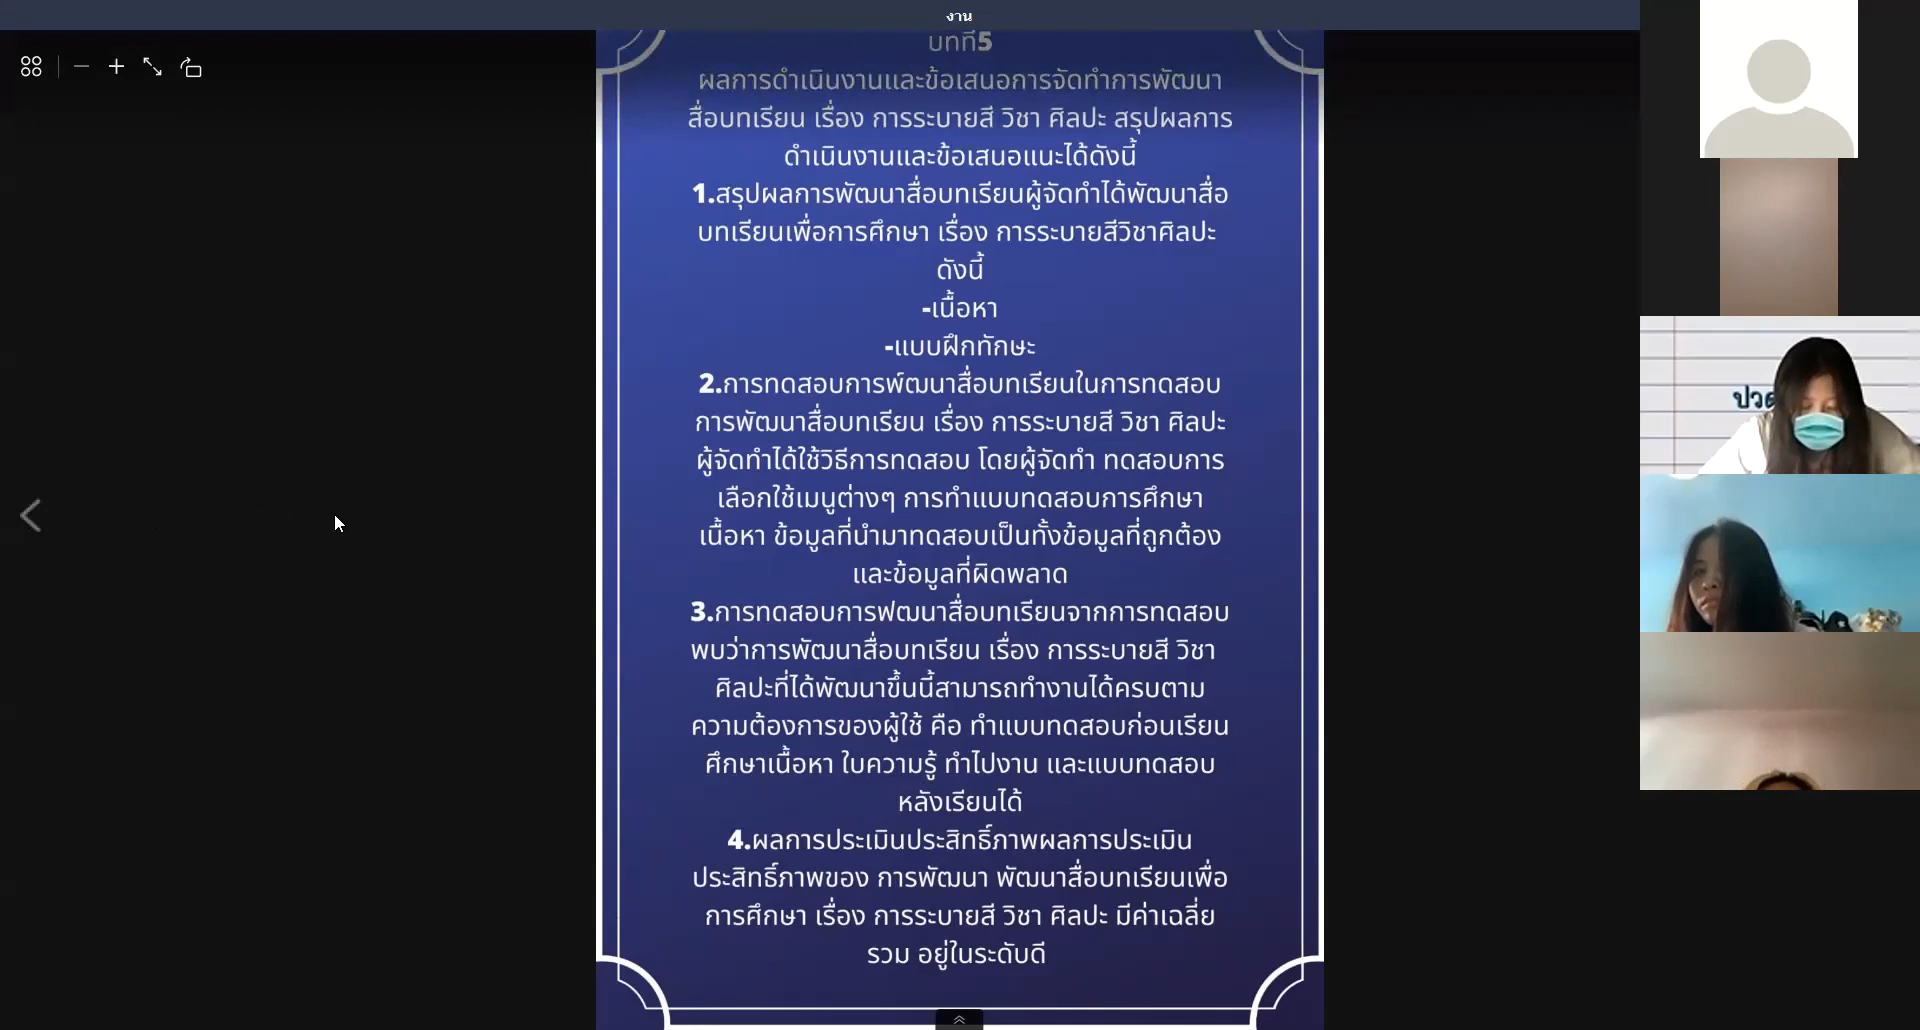 งาน
บทที่5
ผลการดำเนินงานและข้อเสนอการจัดทำการพัฒนา
สื่อบทเรียน เรื่อง การระบายสี วิชา ศิลปะ สรุปผลการ
ดำเนินงานและข้อเสนอแนะได้ดังนี้
1.สรุปผลการพัฒนาสื่อบทเรียนผู้จัดทำได้พัฒนาสื่อ
บทเรียนเพื่อการศึกษา เรื่อง การระบายสีวิชาศิลปะ
ดังนี้
-เนื้อหา
-แบบฝึกทักษะ
2.การทดสอบการพ์ฒนาสื่อบทเรียนในการทดสอบ
การพัฒนาสื่อบทเรียน เรื่อง การระบายสี วิชา ศิลปะ
ผู้จัดทำได้ใช้วิธีการทดสอบ โดยผู้จัดทำ ทดสอบการ
เลือกใช้เมนูต่างๆ การทำแบบทดสอบการศึกษา
เนื้อหา ข้อมูลที่นำมาทดสอบเป็นทั้งข้อมูลที่ถูกต้อง
และข้อมูลที่ผิดพลาด
3.การทดสอบการฟฒนาสื่อบทเรียนจากการทดสอบ
พบว่าการพัฒนาสื่อบทเรียน เรื่อง การระบายสี วิชา
ศิลปะที่ได้พัฒนาขึ้นนี้สามารถทำงานได้ครบตาม
ความต้องการของผู้ใช้ คือ ทำแบบทดสอบก่อนเรียน
ศึกษาเนื้อหา ใบความรู้ ทำไปงาน และแบบทดสอบ
หลังเรียนได้
4.ผลการประเมินประสิทธิ์ภาพผลการประเมิน
ประสิทธิ์ภาพของ การพัฒนา พัฒนาสื่อบทเรียนเพื่อ
การศึกษา เรื่อง การระบายสี วิชา ศิลปะ มีค่าเฉลี่ย
รวม อยู่ในระดับดี